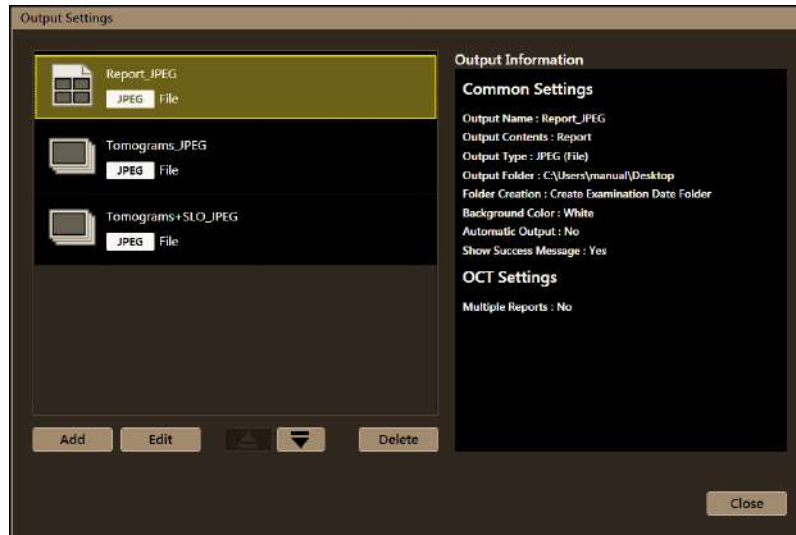 Output Settings
Report_JPEG
JPEG File
Tomograms_JPEG
JPEG File
Tomograms+SLO_JPEG
JPEG File
Add Edit Delete
Output Information
Common Settings
Output Name : Report_JPEG
Output Contents : Report
Output Type : JPEG (File)
Output Folder : C:\Users\manual\Desktop
Folder Creation : Create Examination Date Folder
Background Color : White
Automatic Output : No
Show Success Message : Yes
OCT Settings
Multiple Reports : No
Close